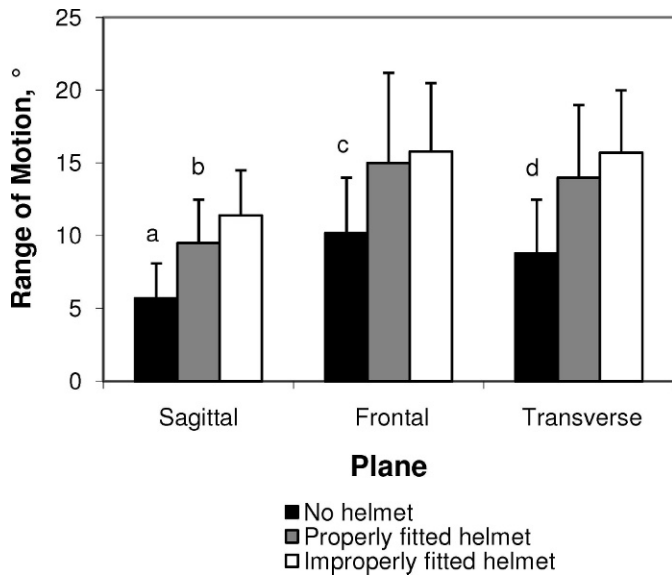 Range of Motion, °
25
20
15
10
5
0
a
b
c
d
Sagittal Frontal Transverse
Plane
No helmet
Properly fitted helmet
Improperly fitted helmet